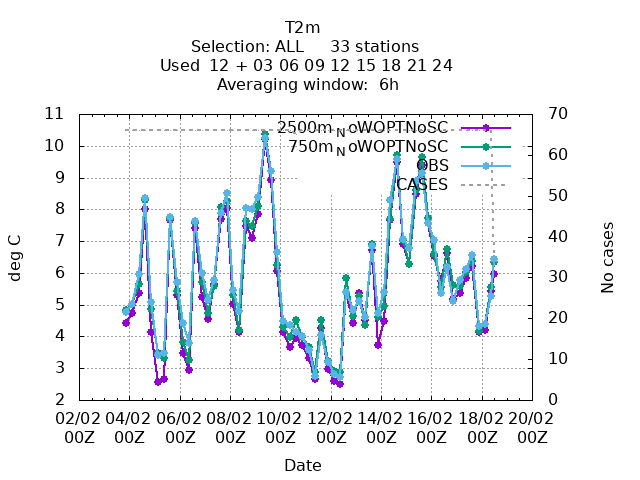 T2m
Selection: ALL 33 stations
Used 12 + 03 06 09 12 15 18 21 24
Averaging window: 6h
11
10
9
8
7
6
5
4
3
2
deg C
70
60
50
40
30
20
10
0
No cases
2500m_NoWOPTNoSC
750m_NoWOPTNoSC
OBS
CASES
02/02 04/02 06/02 08/02 10/02 12/02 14/02 16/02 18/02 20/02
00Z 00Z 00Z 00Z 00Z 00Z 00Z 00Z 00Z 00Z
Date